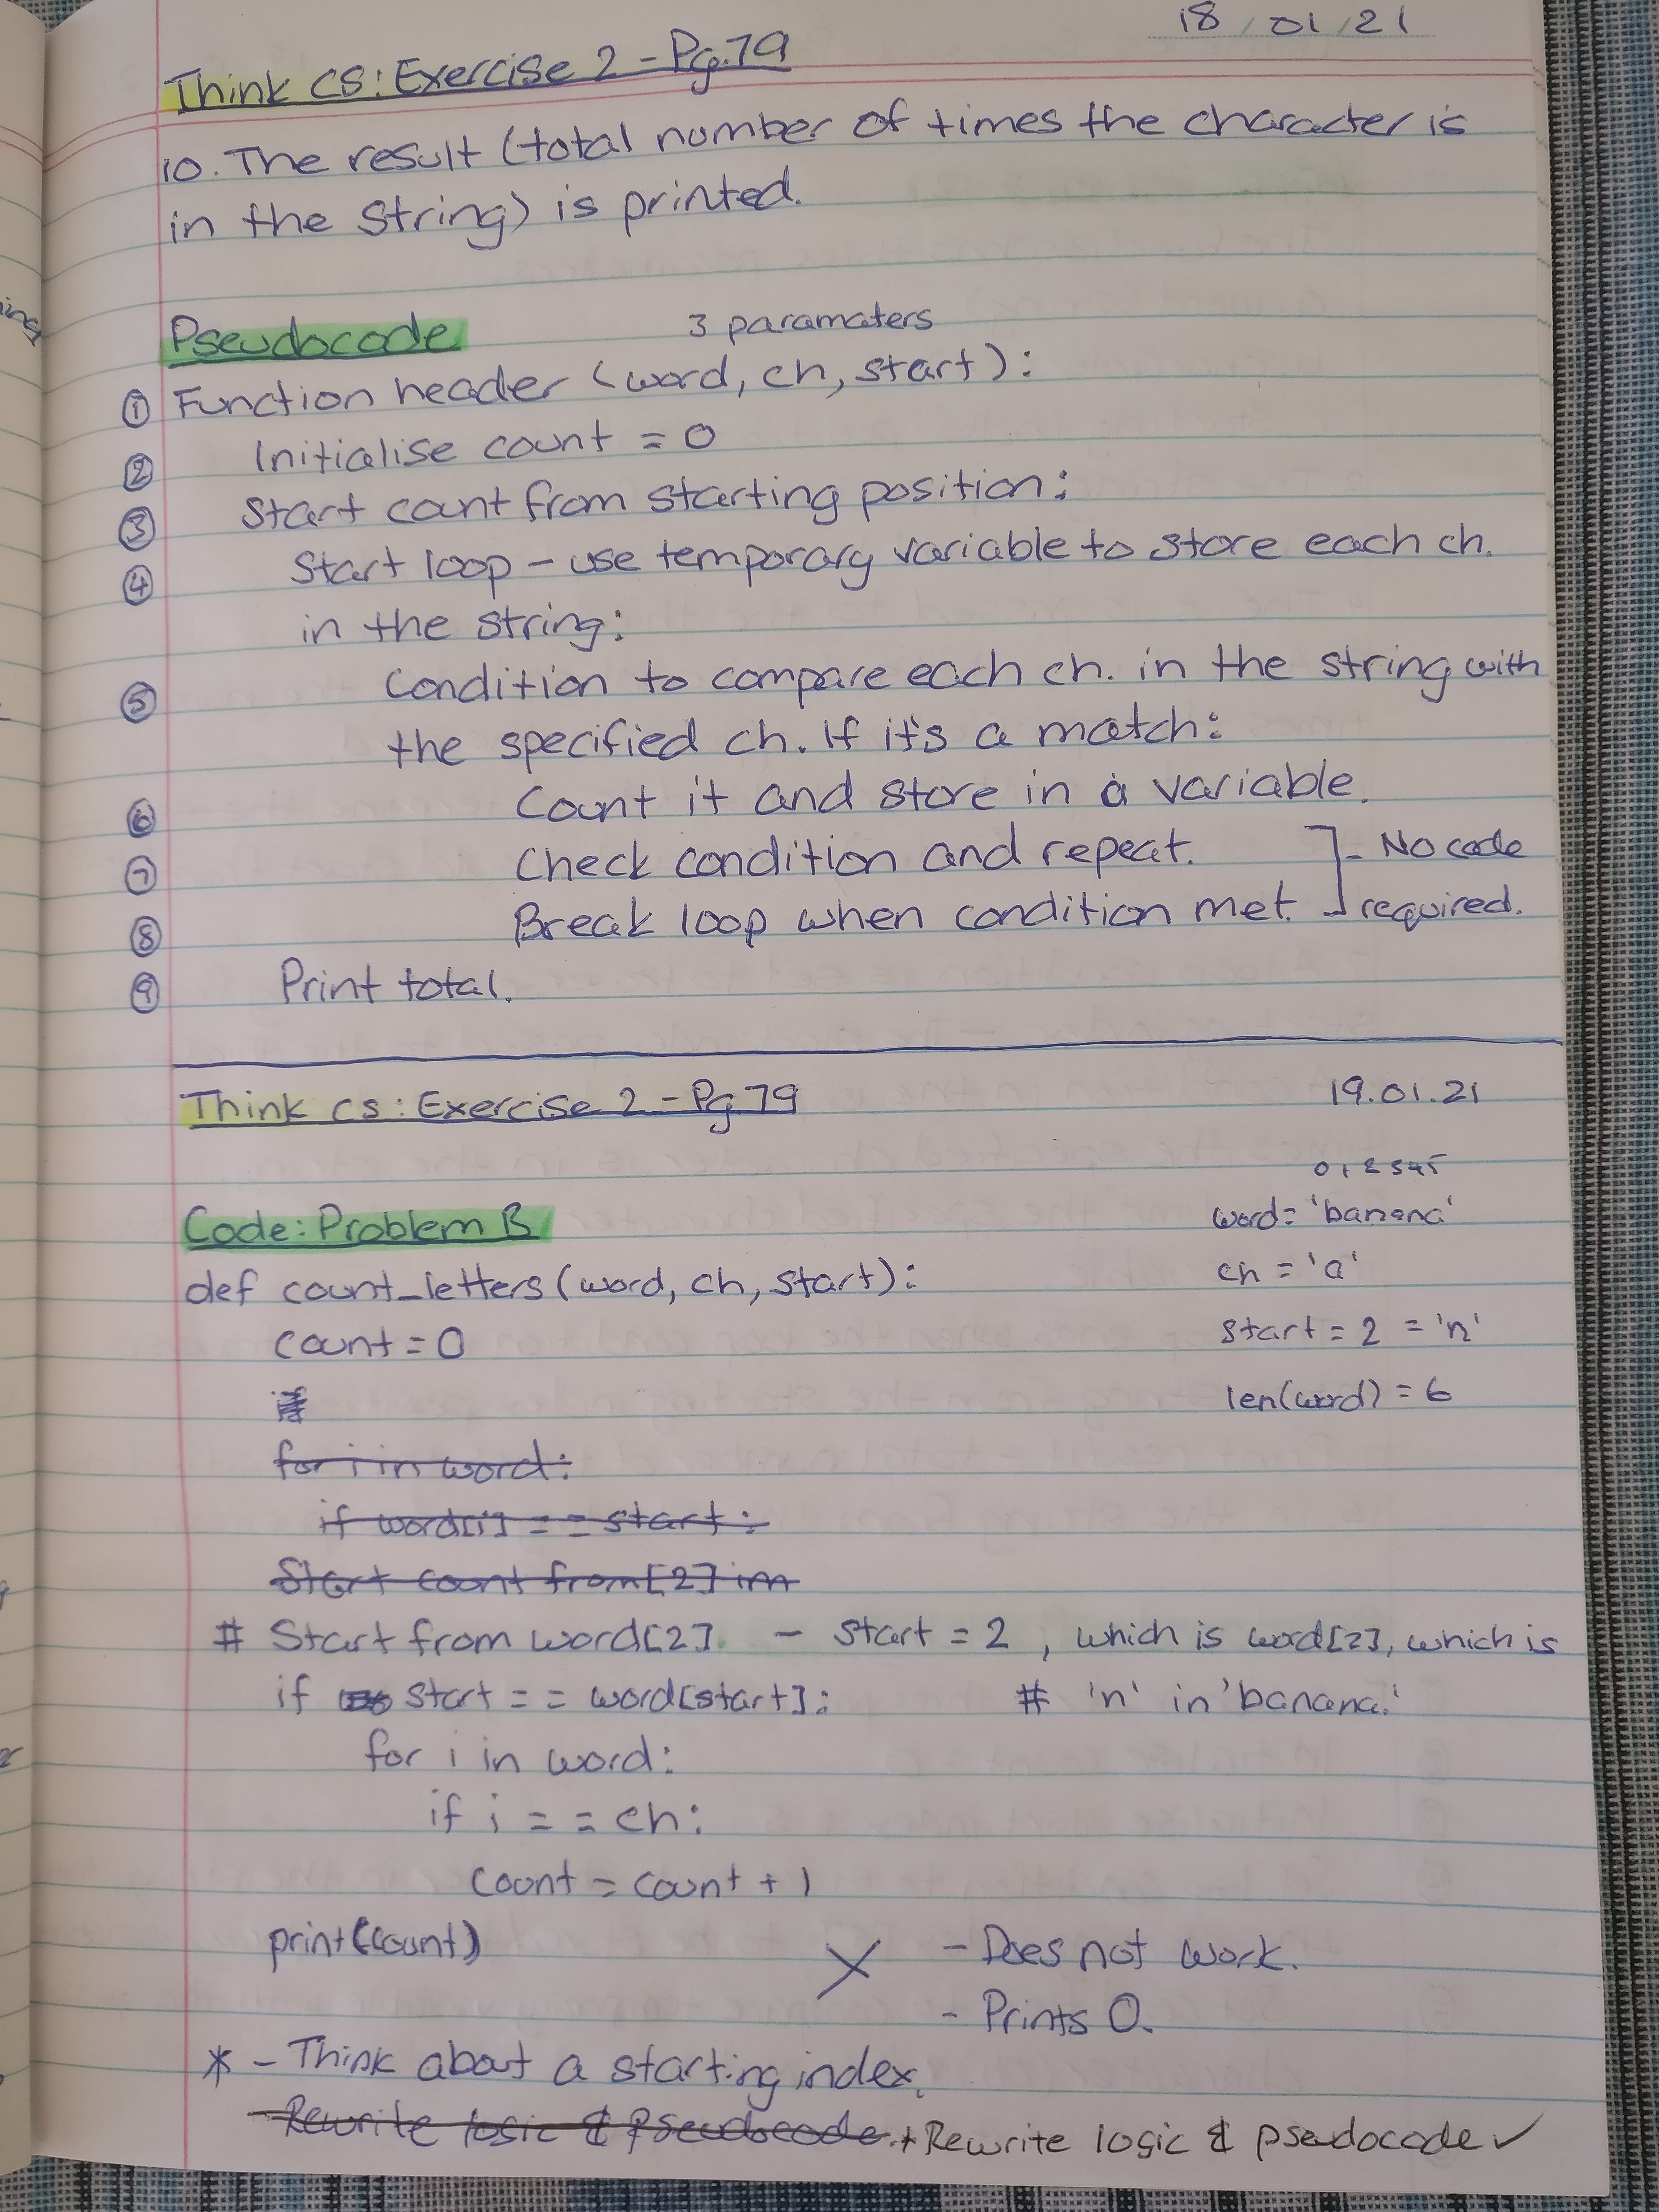 18/01/21
Think CS: Exercise 2 - Pg.79
10. The result (total number of times the character is
in the string) is printed.
Pseudocode
3 paramaters
① Function header (word, ch, start):
② Initialise count = 0
③ Start count from starting position:
④ Start loop - use temporary variable to store each ch.
in the string:
⑤ Condition to compare each ch. in the string with
the specified ch. If it's a match:
⑥ Count it and store in a variable.
⑦ Check condition and repeat. ] - No code
⑧ Break loop when condition met. required.
⑨ Print total.
Think CS: Exercise 2 - Pg.79 19.01.21
0 1 2 3 4 5
Code: Problem B word = 'banana'
def count_letters(word, ch, start): ch = 'a'
count = 0 start = 2 = 'n'
if len(word) = 6
for i in word:
if word[i] == start:
Start count from [2] im
# Start from word[2]. - start = 2, which is word[2], which is
if start == word[start]: # 'n' in 'banana.'
for i in word:
if i == ch:
count = count + 1
print(count) X - Does not work.
- Prints 0.
* - Think about a starting index.
- Rewrite logic & Pseudocode. + Rewrite logic & pseudocode ✓